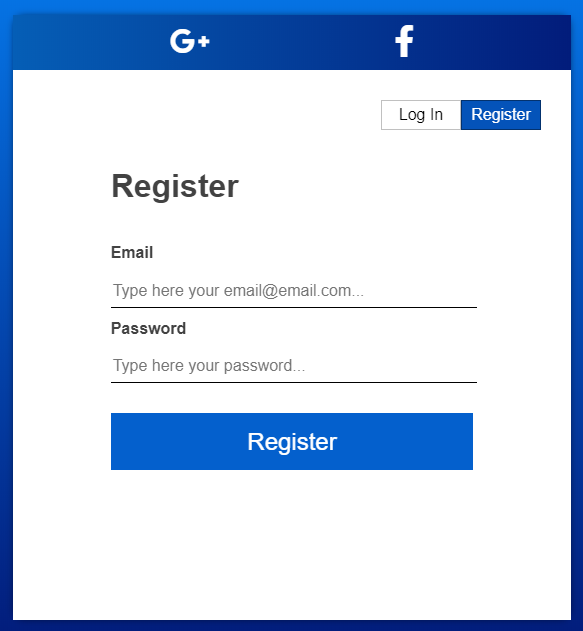 G+ f
Log In Register
Register
Email
Type here your email@email.com...
Password
Type here your password...
Register